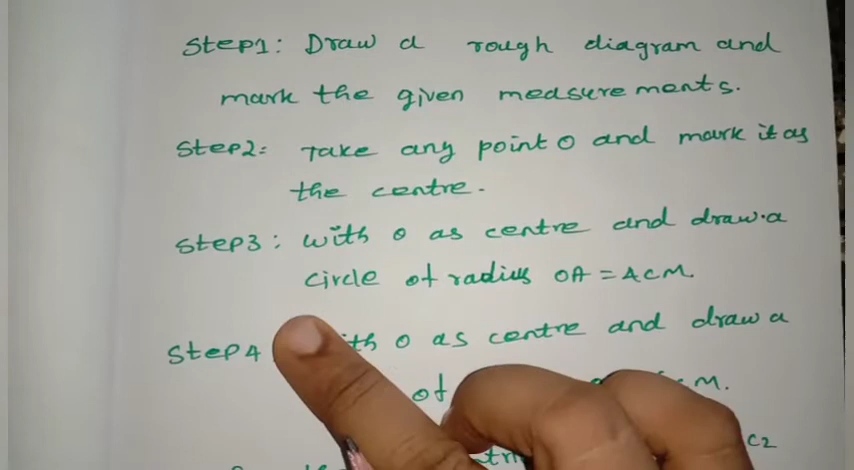 Step1: Draw a rough diagram and
mark the given measurements.
Step2: Take any point O and mark it as
the centre.
Step3: with O as centre and draw a
circle of radius OA = 4CM.
Step4 O as centre and draw a
of CM.
C2